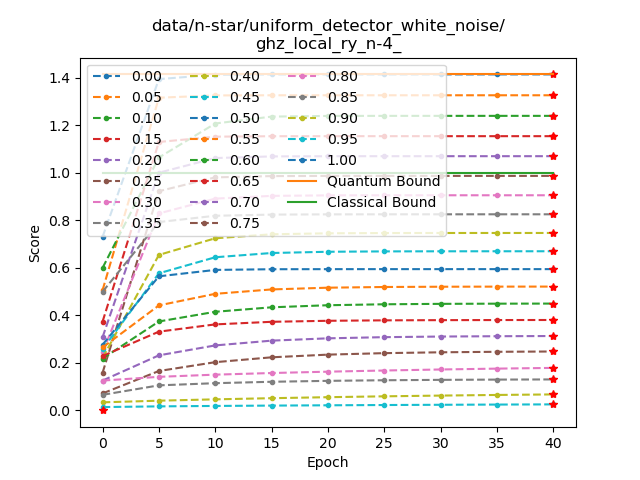 data/n-star/uniform_detector_white_noise/
ghz_local_ry_n-4_
0.00 0.40 0.80
0.05 0.45 0.85
0.10 0.50 0.90
0.15 0.55 0.95
0.20 0.60 1.00
0.25 0.65 Quantum Bound
0.30 0.70 Classical Bound
0.35 0.75
1.4
1.2
1.0
0.8
0.6
0.4
0.2
0.0
Score
0 5 10 15 20 25 30 35 40
Epoch